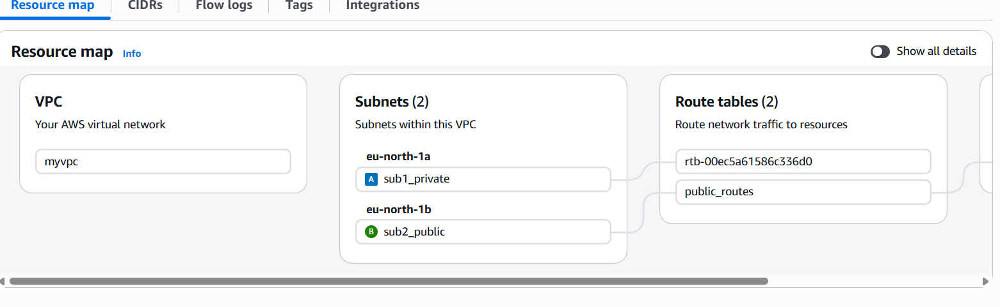 Resource map
CIDRs
Flow logs
Tags
Integrations
Resource map
Info
Show all details
VPC
Your AWS virtual network
myvpc
Subnets (2)
Subnets within this VPC
eu-north-1a
A sub1_private
eu-north-1b
B sub2_public
Route tables (2)
Route network traffic to resources
rtb-00ec5a61586c336d0
public_routes